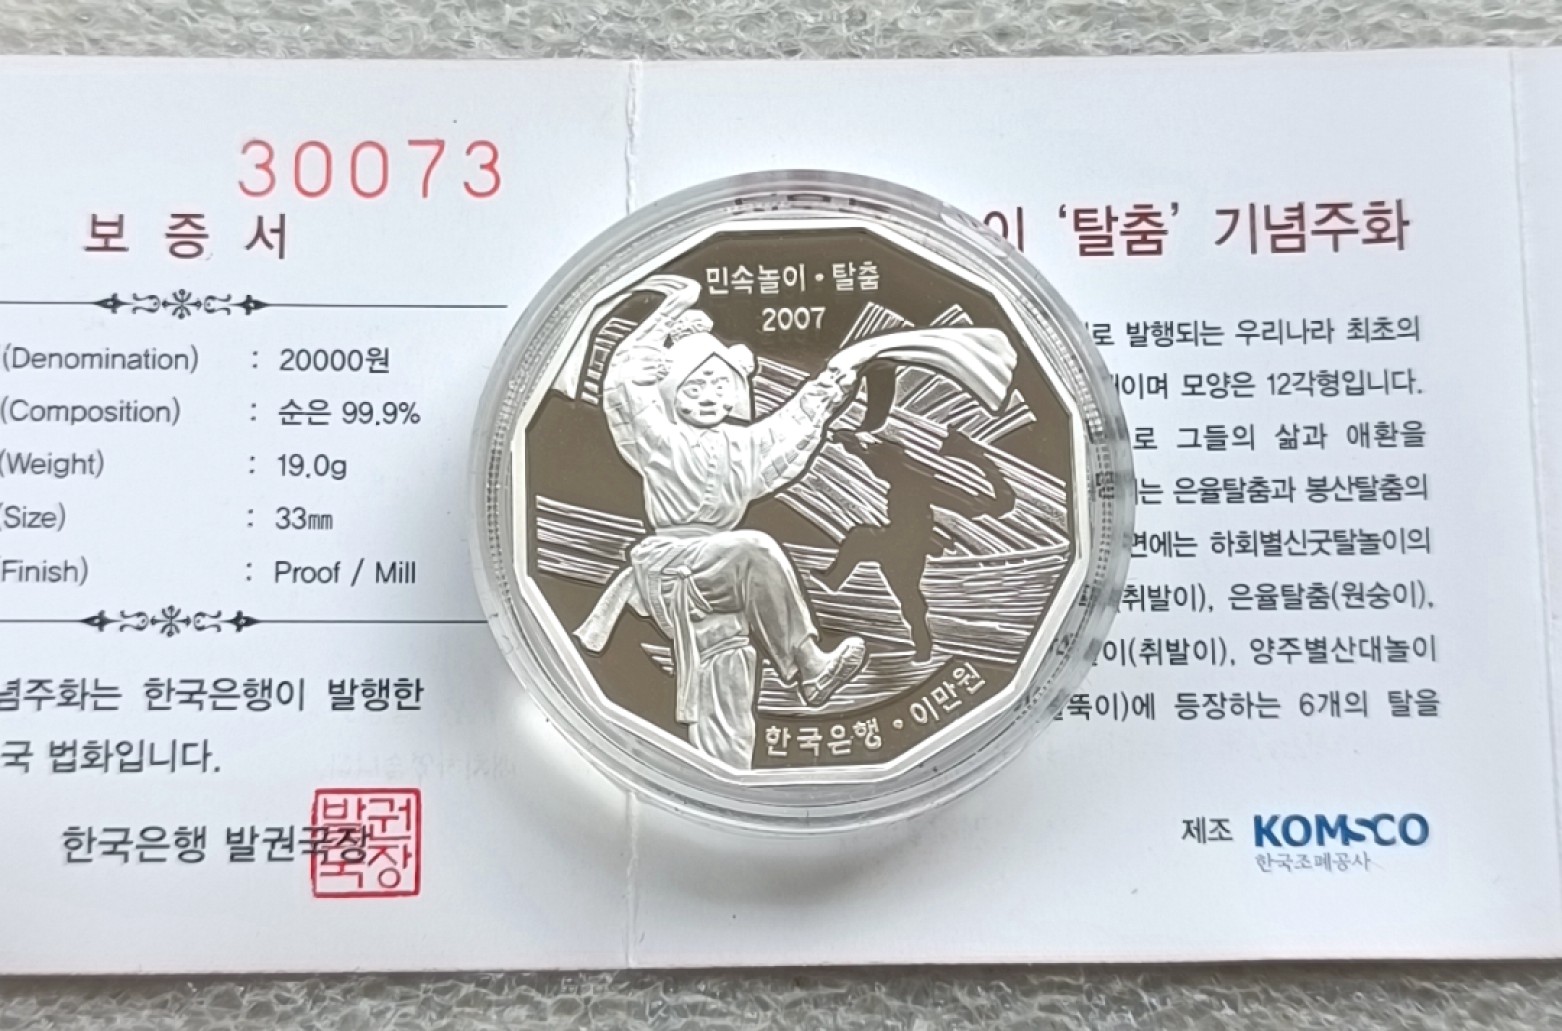 30073
보 증 서
(Denomination) : 20000원
(Composition) : 순은 99.9%
(Weight) : 19.0g
(Size) : 33㎜
Finish) : Proof / Mill
념주화는 한국은행이 발행한
국 법화입니다.
한국은행 발권국장
발권
국장
민속놀이 • 탈춤
2007
한국은행 • 이만원
이 ‘탈춤’ 기념주화
로 발행되는 우리나라 최초의
이며 모양은 12각형입니다.
로 그들의 삶과 애환을
는 은율탈춤과 봉산탈춤의
면에는 하회별신굿탈놀이의
(취발이), 은율탈춤(원숭이),
이(취발이), 양주별산대놀이
뚝이)에 등장하는 6개의 탈을
제조 KOMSCO
한국조폐공사